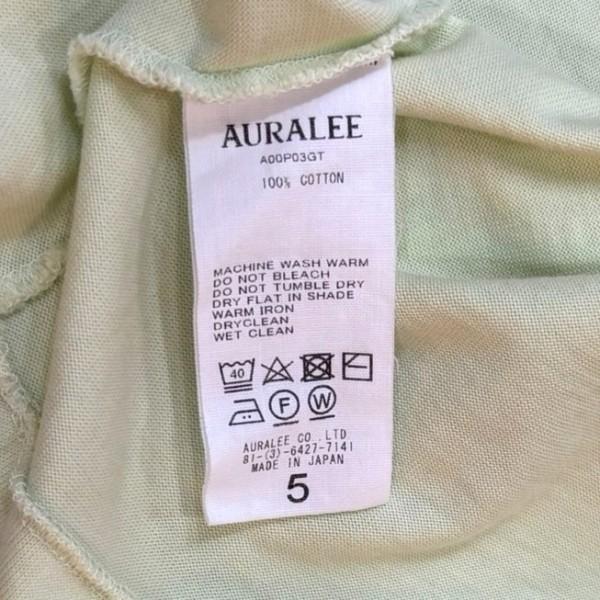 AURALEE
A00P03GT
100% COTTON
MACHINE WASH WARM
DO NOT BLEACH
DO NOT TUMBLE DRY
DRY FLAT IN SHADE
WARM IRON
DRYCLEAN
WET CLEAN
40
F W
AURALEE CO.,LTD
81-(3)-6427-7141
MADE IN JAPAN
5